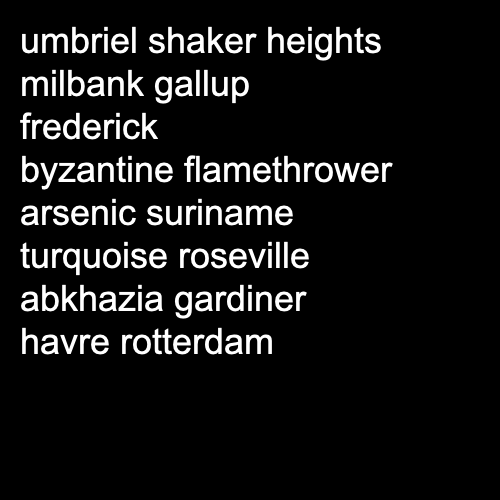 umbriel shaker heights
milbank gallup
frederick
byzantine flamethrower
arsenic suriname
turquoise roseville
abkhazia gardiner
havre rotterdam